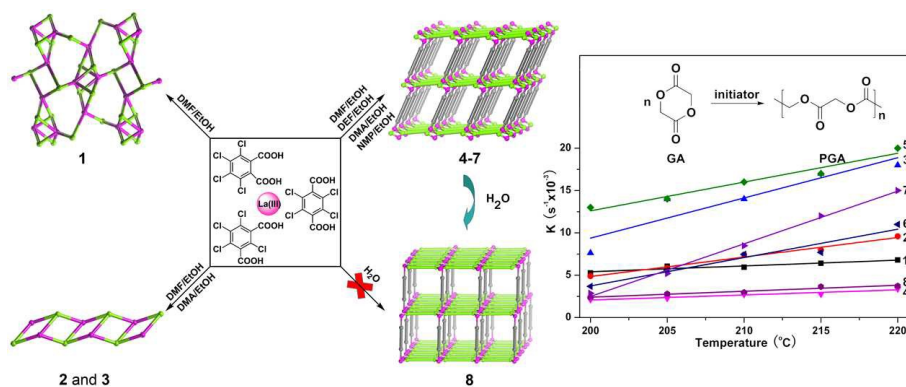 1
DMF/EtOH
DMF/EtOH
DEF/EtOH
DMA/EtOH
NMP/EtOH
4-7
Cl
Cl
Cl
Cl
COOH
COOH
La(III)
Cl
Cl
Cl
Cl
COOH
COOH
Cl
Cl
Cl
Cl
COOH
COOH
H2O
DMF/EtOH
DMA/EtOH
H2O
2 and 3
8
n
O
O
O
O
GA
initiator
O
O
O
O
n
PGA
K (s-1x10-3)
20
15
10
5
0
200
205
210
215
220
Temperature (°C)
5
3
7
6
2
1
8
4